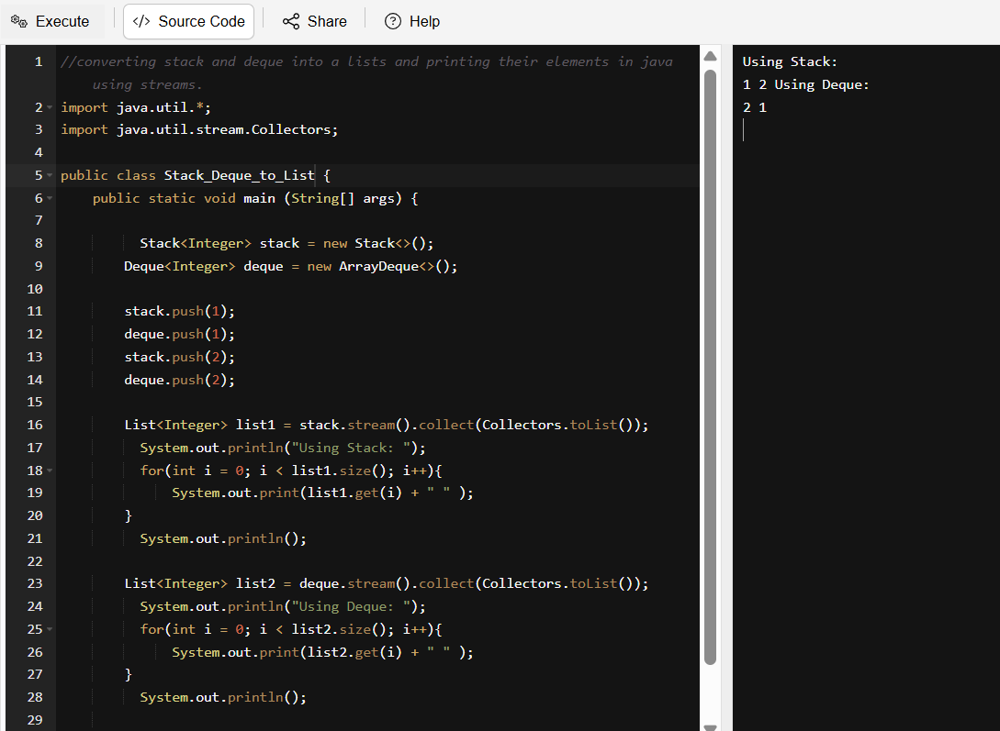 Execute
Source Code
Share
Help
1 //converting stack and deque into a lists and printing their elements in java
using streams.
2 import java.util.*;
3 import java.util.stream.Collectors;
4
5 public class Stack_Deque_to_List {
6 public static void main (String[] args) {
7
8 Stack<Integer> stack = new Stack<>();
9 Deque<Integer> deque = new ArrayDeque<>();
10
11 stack.push(1);
12 deque.push(1);
13 stack.push(2);
14 deque.push(2);
15
16 List<Integer> list1 = stack.stream().collect(Collectors.toList());
17 System.out.println("Using Stack: ");
18 for(int i = 0; i < list1.size(); i++){
19 System.out.print(list1.get(i) + " " );
20 }
21 System.out.println();
22
23 List<Integer> list2 = deque.stream().collect(Collectors.toList());
24 System.out.println("Using Deque: ");
25 for(int i = 0; i < list2.size(); i++){
26 System.out.print(list2.get(i) + " " );
27 }
28 System.out.println();
29
Using Stack:
1 2 Using Deque:
2 1